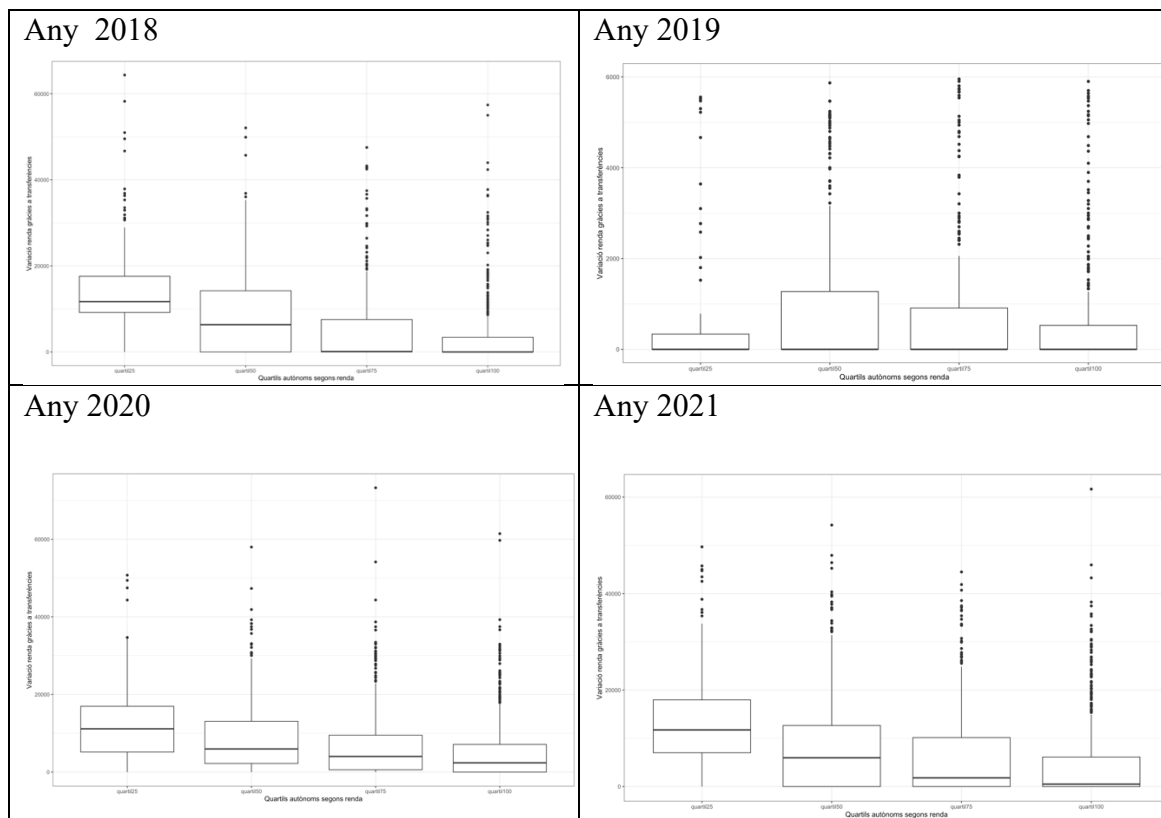 Any 2018
Variació renda gràcies a transferències
60000
40000
20000
0
quartil25 quartil50 quartil75 quartil100
Quartils autònoms segons renda
Any 2019
Variació renda gràcies a transferències
6000
4000
2000
0
quartil25 quartil50 quartil75 quartil100
Quartils autònoms segons renda
Any 2020
Variació renda gràcies a transferències
60000
40000
20000
0
quartil25 quartil50 quartil75 quartil100
Quartils autònoms segons renda
Any 2021
Variació renda gràcies a transferències
60000
40000
20000
0
quartil25 quartil50 quartil75 quartil100
Quartils autònoms segons renda